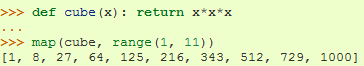 >>> def cube(x): return x*x*x
...
>>> map(cube, range(1, 11))
[1, 8, 27, 64, 125, 216, 343, 512, 729, 1000]